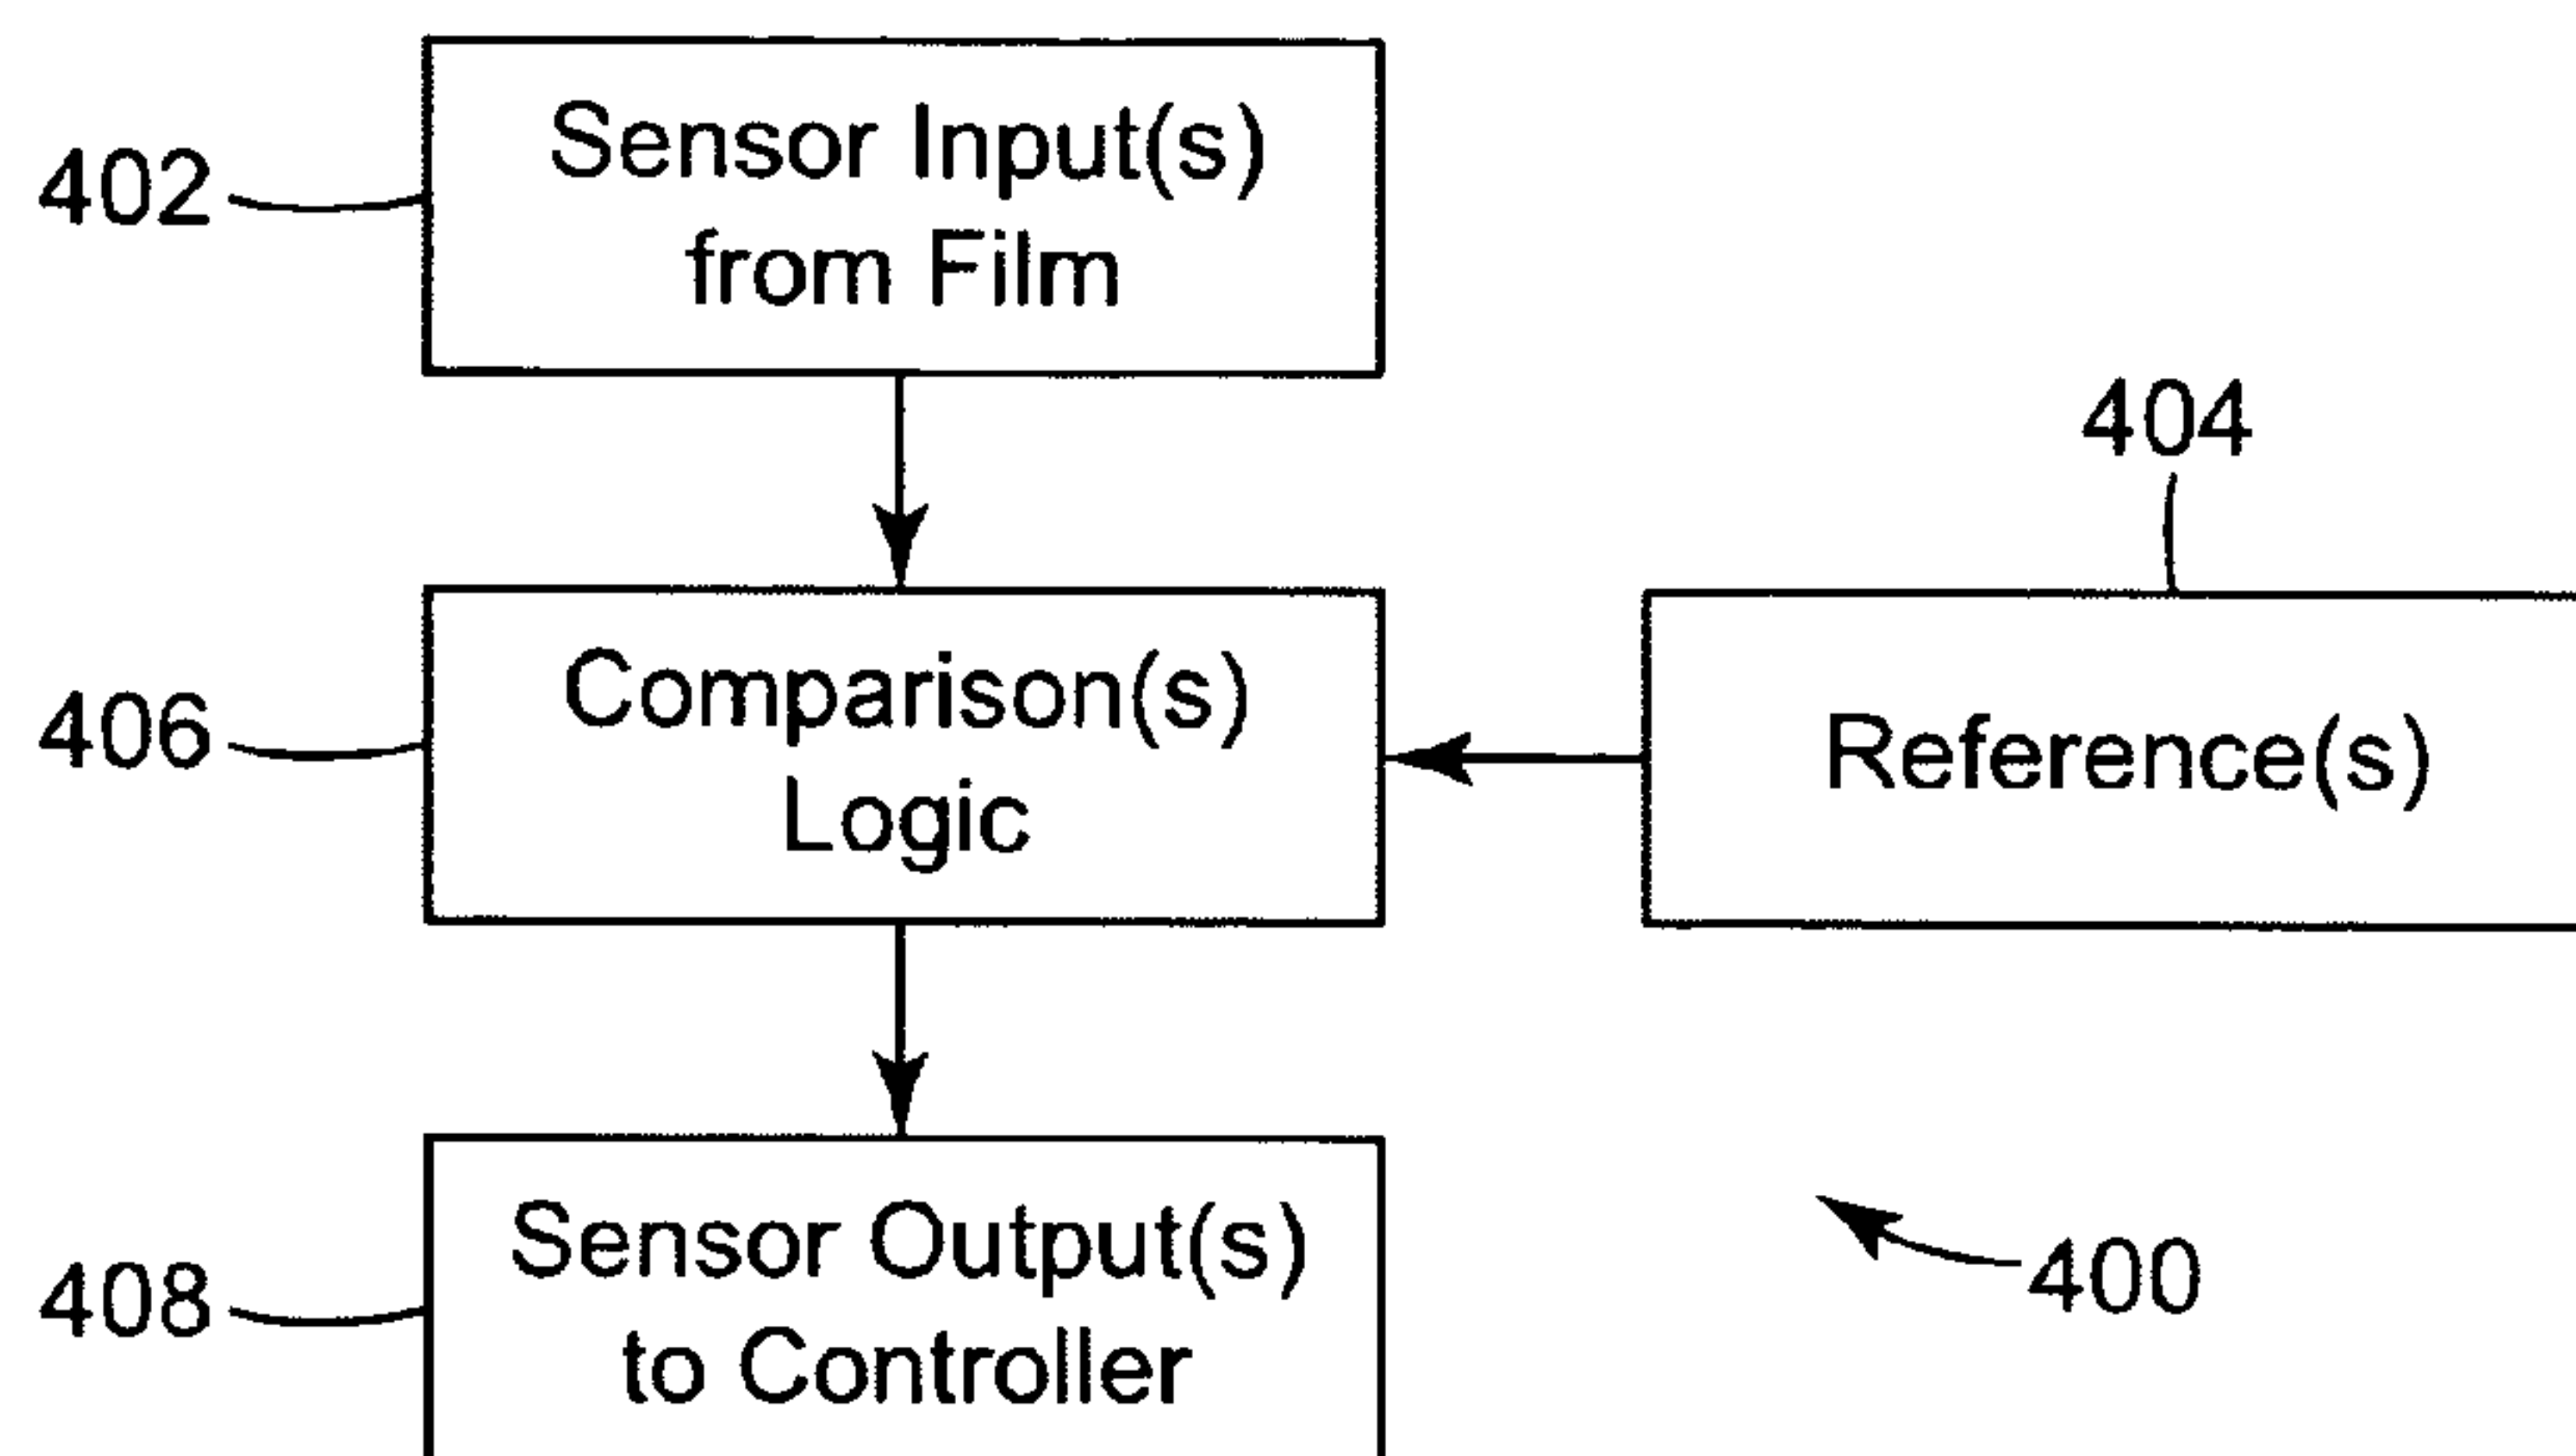 402
Sensor Input(s)
from Film
404
406
Comparison(s)
Logic
Reference(s)
408
Sensor Output(s)
to Controller
400